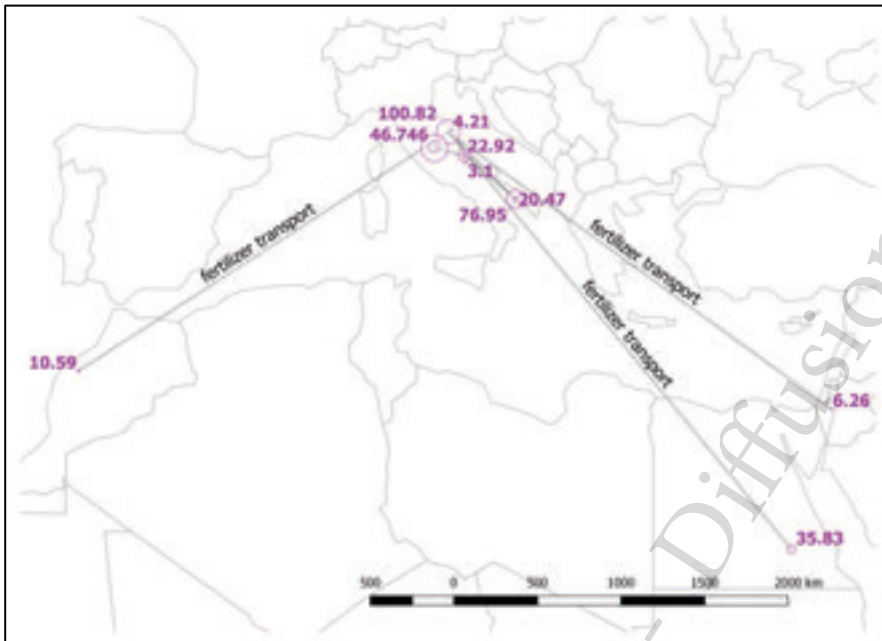 100.82
4.21
46.746
22.92
3.1
20.47
76.95
fertilizer transport
fertilizer transport
fertilizer transport
10.59
6.26
35.83
500 0 500 1000 1500 2000 km
Diffusion